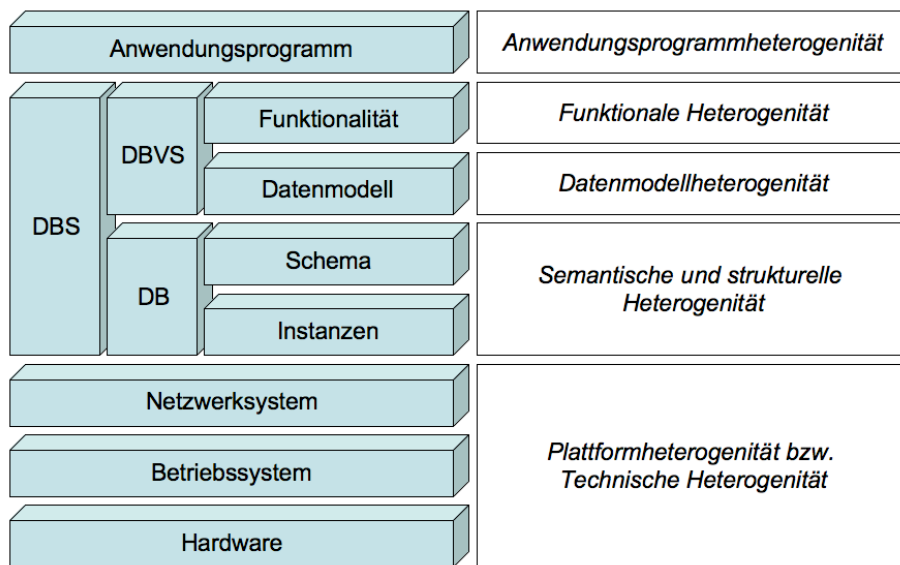 Anwendungsprogramm
Anwendungsprogrammheterogenität
DBS
DBVS
Funktionalität
Funktionale Heterogenität
Datenmodell
Datenmodellheterogenität
DB
Schema
Instanzen
Semantische und strukturelle
Heterogenität
Netzwerksystem
Betriebssystem
Hardware
Plattformheterogenität bzw.
Technische Heterogenität